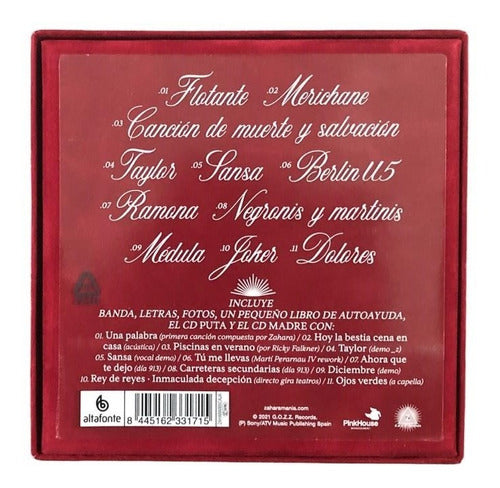 .01 Flotante .02 Merichane
.03 Canción de muerte y salvación
.04 Taylor .05 Sansa .06 Berlin U5
.07 Ramona .08 Negronis y martinis
.09 Médula .10 Joker .11 Dolores
INCLUYE
BANDA, LETRAS, FOTOS, UN PEQUEÑO LIBRO DE AUTOAYUDA,
EL CD PUTA Y EL CD MADRE CON:
01. Una palabra (primera canción compuesta por Zahara) /02. Hoy la bestia cena en
casa (acústica) /03. Piscinas en verano (por Ricky Falkner) /04. Taylor (demo_2)
05. Sansa (vocal demo) /06. Tú me llevas (Martí Perarnau IV rework) /07. Ahora que
te dejo (día 913) /08. Carreteras secundarias (día 913) /09. Diciembre (demo)
10. Rey de reyes · Inmaculada decepción (directo gira teatros) /11. Ojos verdes (a capella)
altafonte
8 445162 331715
zaharamania.com
© 2021 G.O.Z.Z. Records.
(P) Sony/ATV Music Publishing Spain
PinkHouse